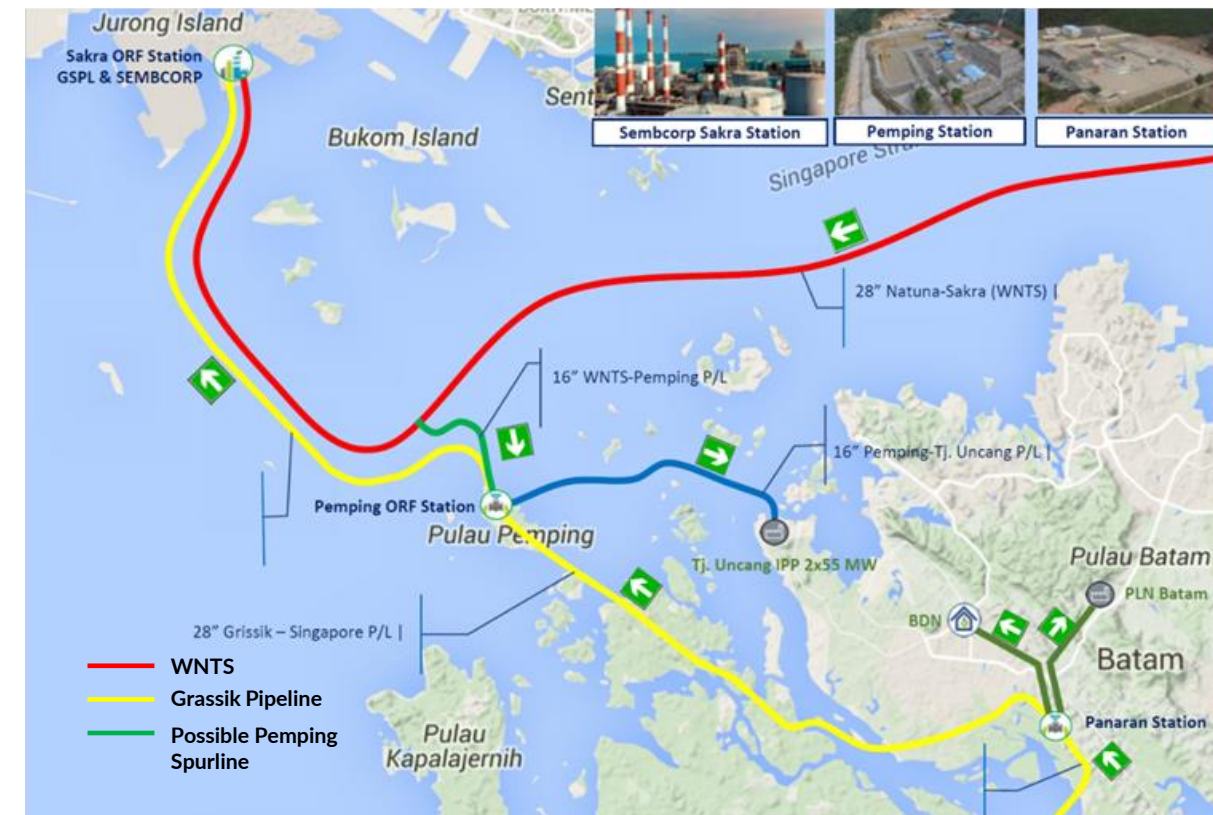 Jurong Island
Sakra ORF Station
GSPL & SEMBCORP
Bukom Island
Sent
Sembcorp Sakra Station
Pemping Station
Panaran Station
Singapore
28” Natuna-Sakra (WNTS) |
16” WNTS-Pemping P/L
16” Pemping-Tj. Uncang P/L |
Pemping ORF Station
Pulau Pemping
Tj. Uncang IPP 2x55 MW
Pulau Batam
PLN Batam
BDN
28” Grissik – Singapore P/L |
Batam
WNTS
Grassik Pipeline
Possible Pemping
Spurline
Pulau
Kapalajernih
Panaran Station